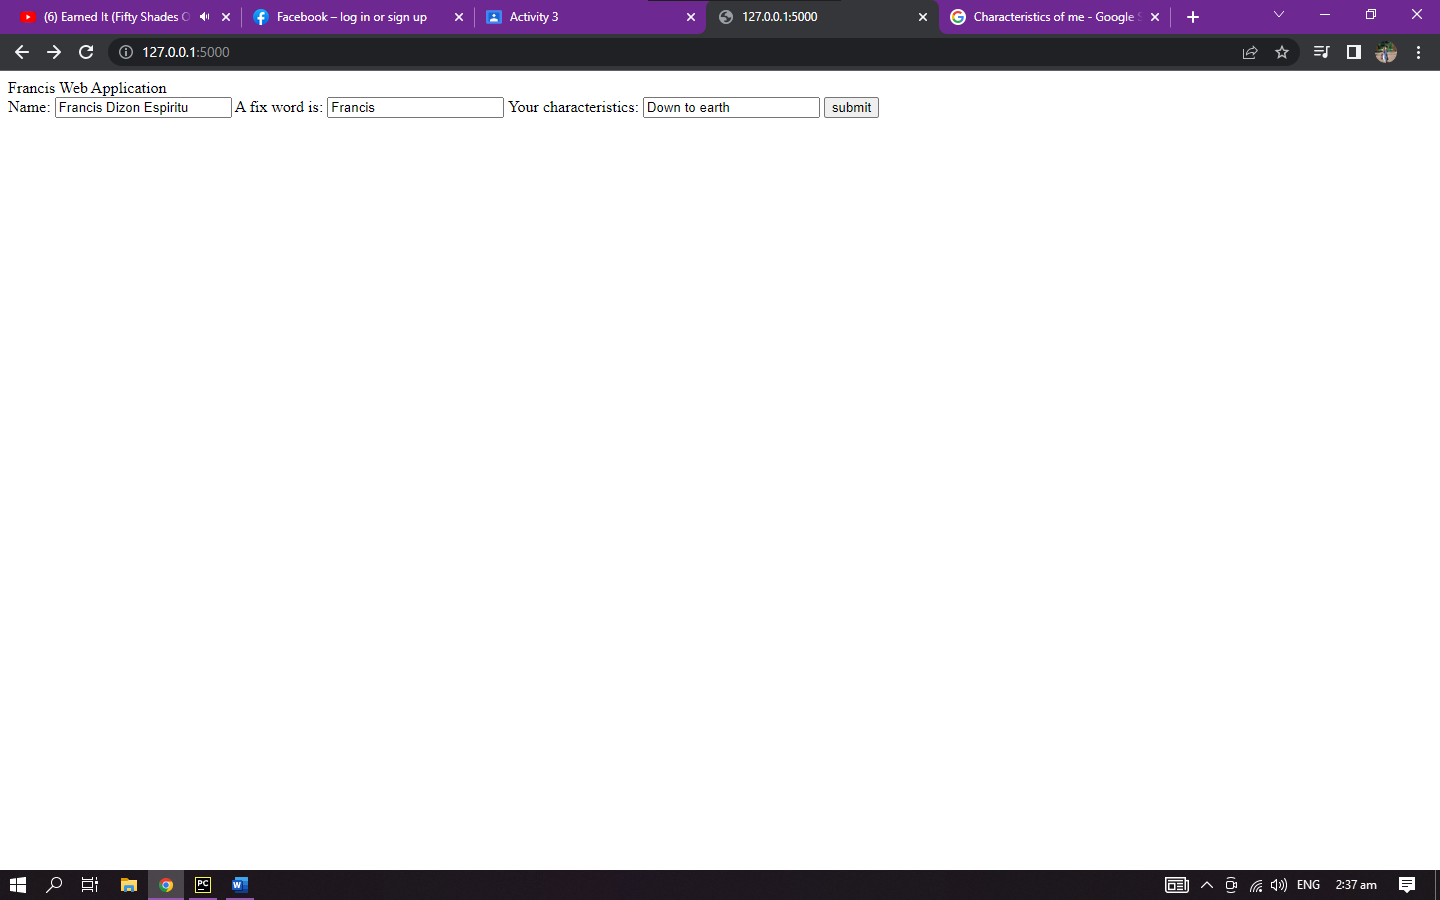 (6) Earned It (Fifty Shades O
Facebook – log in or sign up
Activity 3
127.0.0.1:5000
Characteristics of me - Google S
127.0.0.1:5000
Francis Web Application
Name: Francis Dizon Espiritu A fix word is: Francis Your characteristics: Down to earth submit
PC W ENG 2:37 am